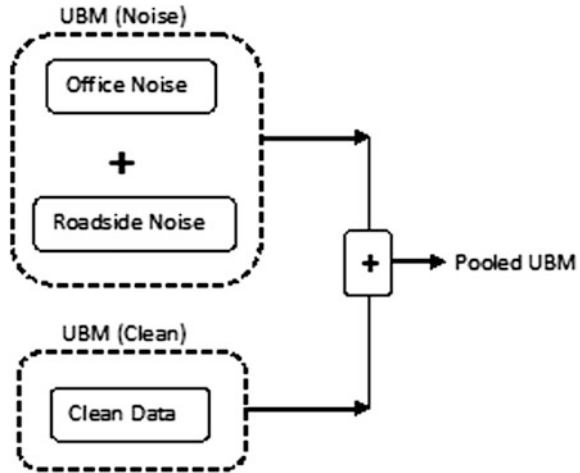 UBM (Noise)
Office Noise
+
Roadside Noise
+
Pooled UBM
UBM (Clean)
Clean Data